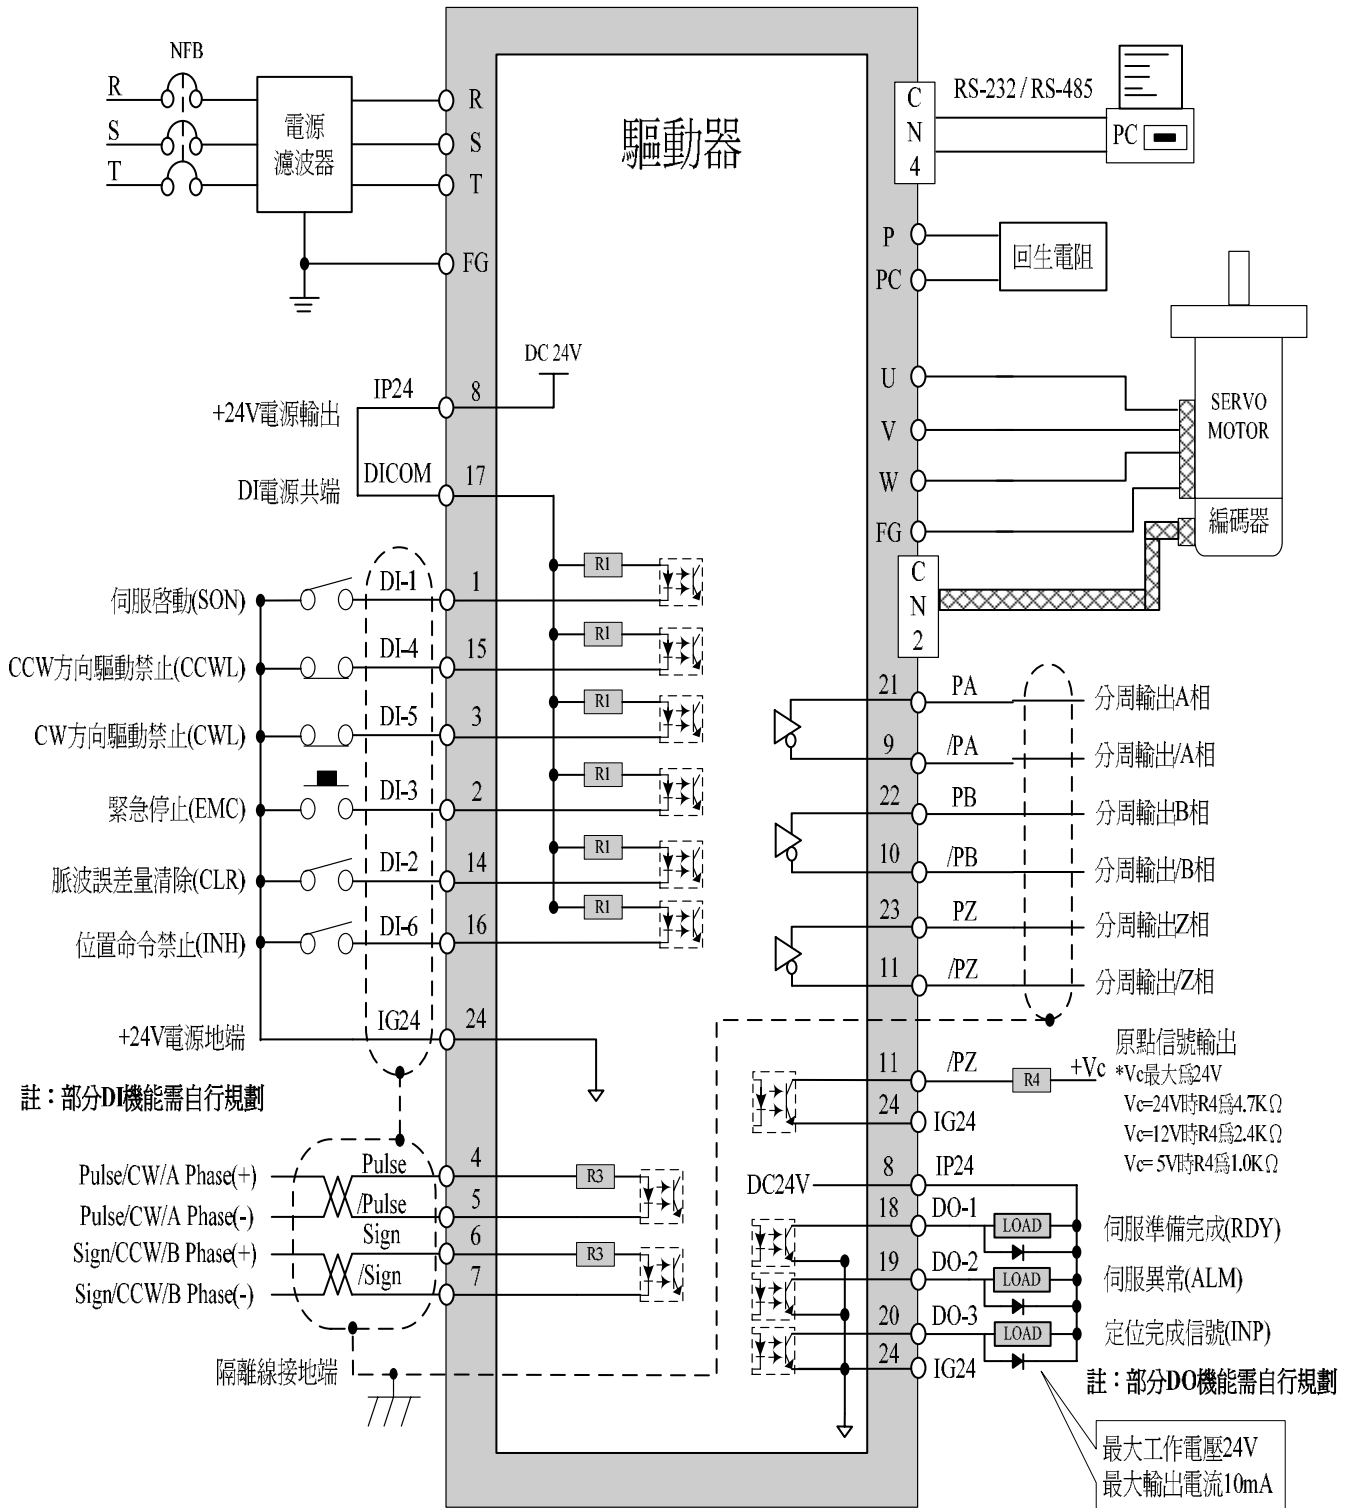 NFB
R
S
T
電源
濾波器
R
S
T
FG
驅動器
C
N
4
RS-232 / RS-485
PC
P
PC
回生電阻
DC 24V
IP24
8
+24V電源輸出
DICOM
17
DI電源共端
U
V
W
FG
SERVO
MOTOR
編碼器
C
N
2
伺服啓動(SON)
DI-1
1
R1
CCW方向驅動禁止(CCWL)
DI-4
15
R1
CW方向驅動禁止(CWL)
DI-5
3
R1
緊急停止(EMC)
DI-3
2
R1
脈波誤差量清除(CLR)
DI-2
14
R1
位置命令禁止(INH)
DI-6
16
R1
+24V電源地端
IG24
24
註：部分DI機能需自行規劃
21
PA
分周輸出A相
9
/PA
分周輸出/A相
22
PB
分周輸出B相
10
/PB
分周輸出/B相
23
PZ
分周輸出Z相
11
/PZ
分周輸出/Z相
11
/PZ
R4
+Vc
原點信號輸出
*Vc最大爲24V
Vc=24V時R4爲4.7KΩ
Vc=12V時R4爲2.4KΩ
Vc= 5V時R4爲1.0KΩ
24
IG24
Pulse/CW/A Phase(+)
Pulse
4
R3
Pulse/CW/A Phase(-)
/Pulse
5
Sign/CCW/B Phase(+)
Sign
6
R3
Sign/CCW/B Phase(-)
/Sign
7
隔離線接地端
DC24V
8
IP24
18
DO-1
LOAD
伺服準備完成(RDY)
19
DO-2
LOAD
伺服異常(ALM)
20
DO-3
LOAD
定位完成信號(INP)
24
IG24
註：部分DO機能需自行規劃
最大工作電壓24V
最大輸出電流10mA